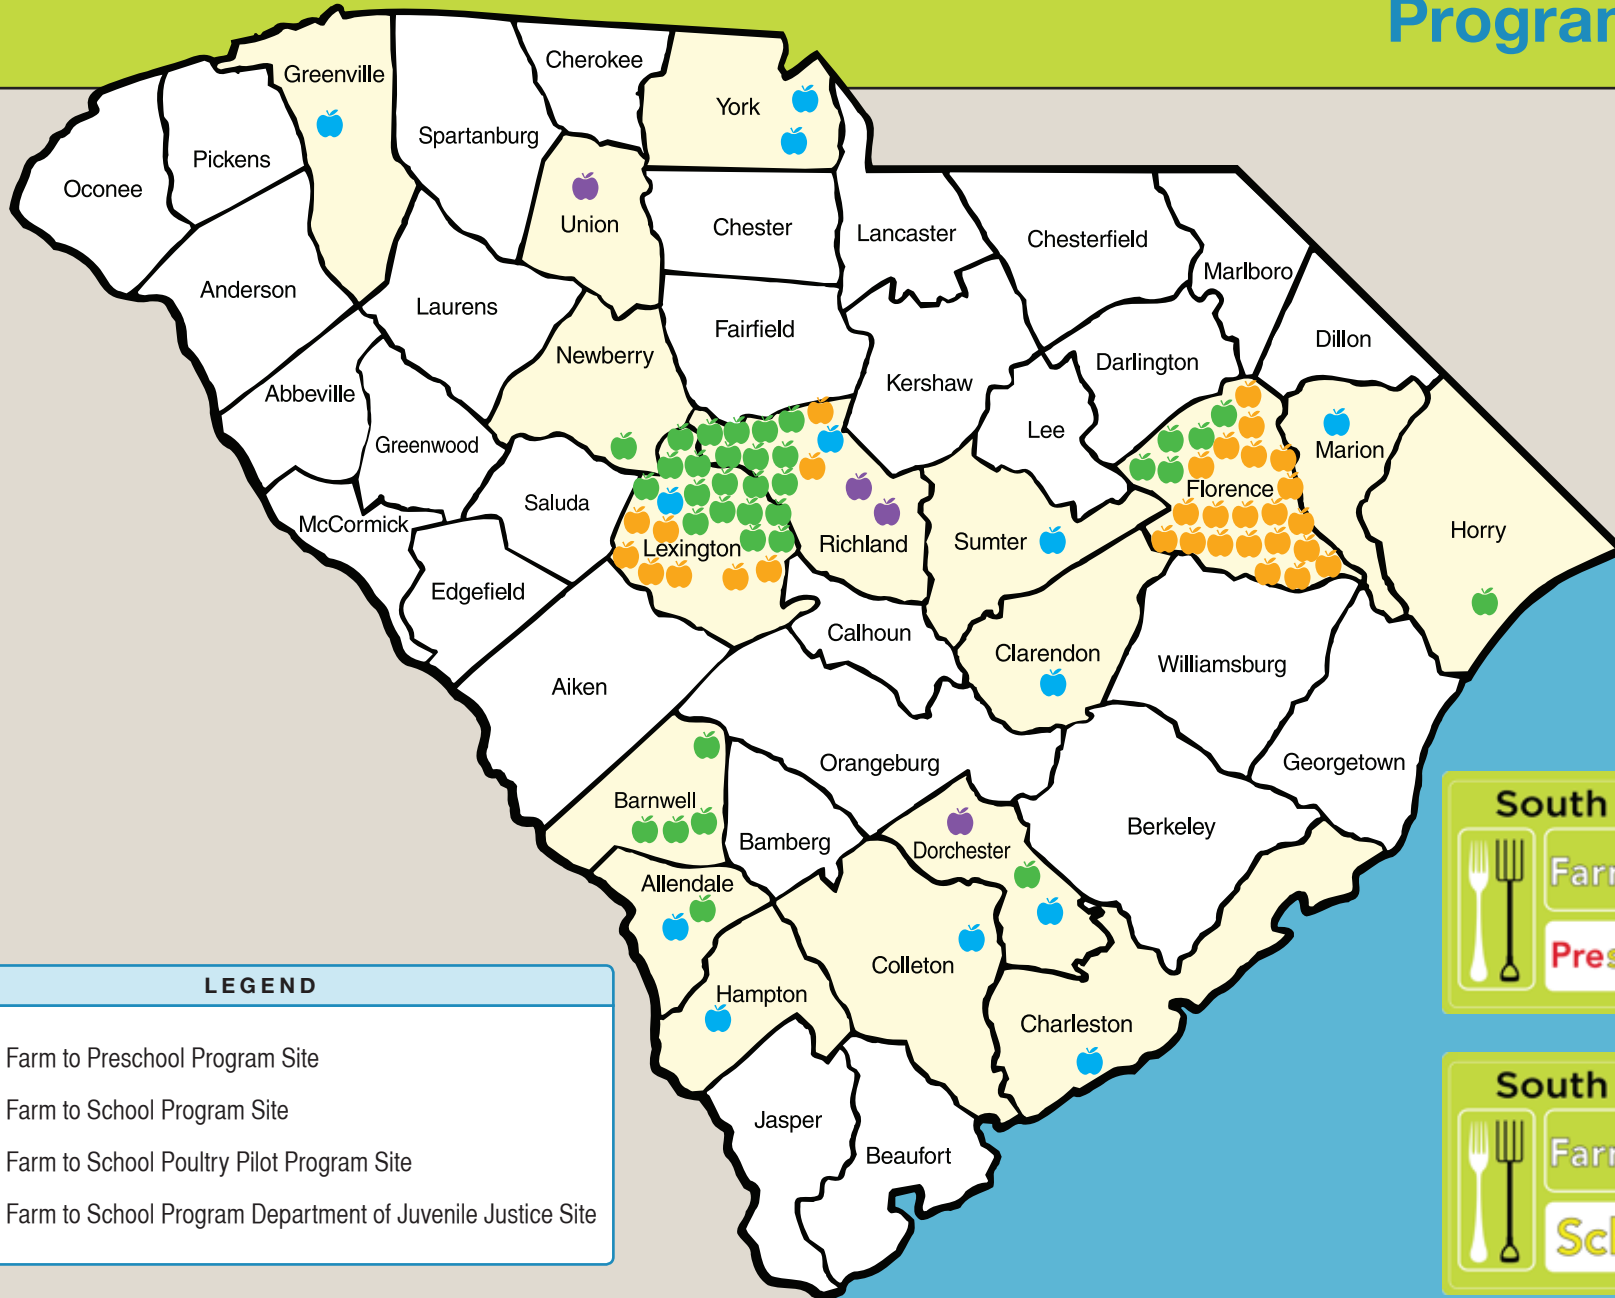 Progra
Cherokee
Greenville
York
Spartanburg
Pickens
Oconee
Union
Chester
Lancaster
Chesterfield
Marlboro
Anderson
Laurens
Fairfield
Dillon
Newberry
Darlington
Kershaw
Abbeville
Lee
Greenwood
Marion
Florence
Saluda
McCormick
Horry
Lexington
Richland
Sumter
Edgefield
Calhoun
Clarendon
Williamsburg
Aiken
Orangeburg
Georgetown
Barnwell
Berkeley
Bamberg
Dorchester
Allendale
Colleton
Hampton
Charleston
Jasper
Beaufort
LEGEND
Farm to Preschool Program Site
Farm to School Program Site
Farm to School Poultry Pilot Program Site
Farm to School Program Department of Juvenile Justice Site
South
Farm
Pres
South
Farm
Sch